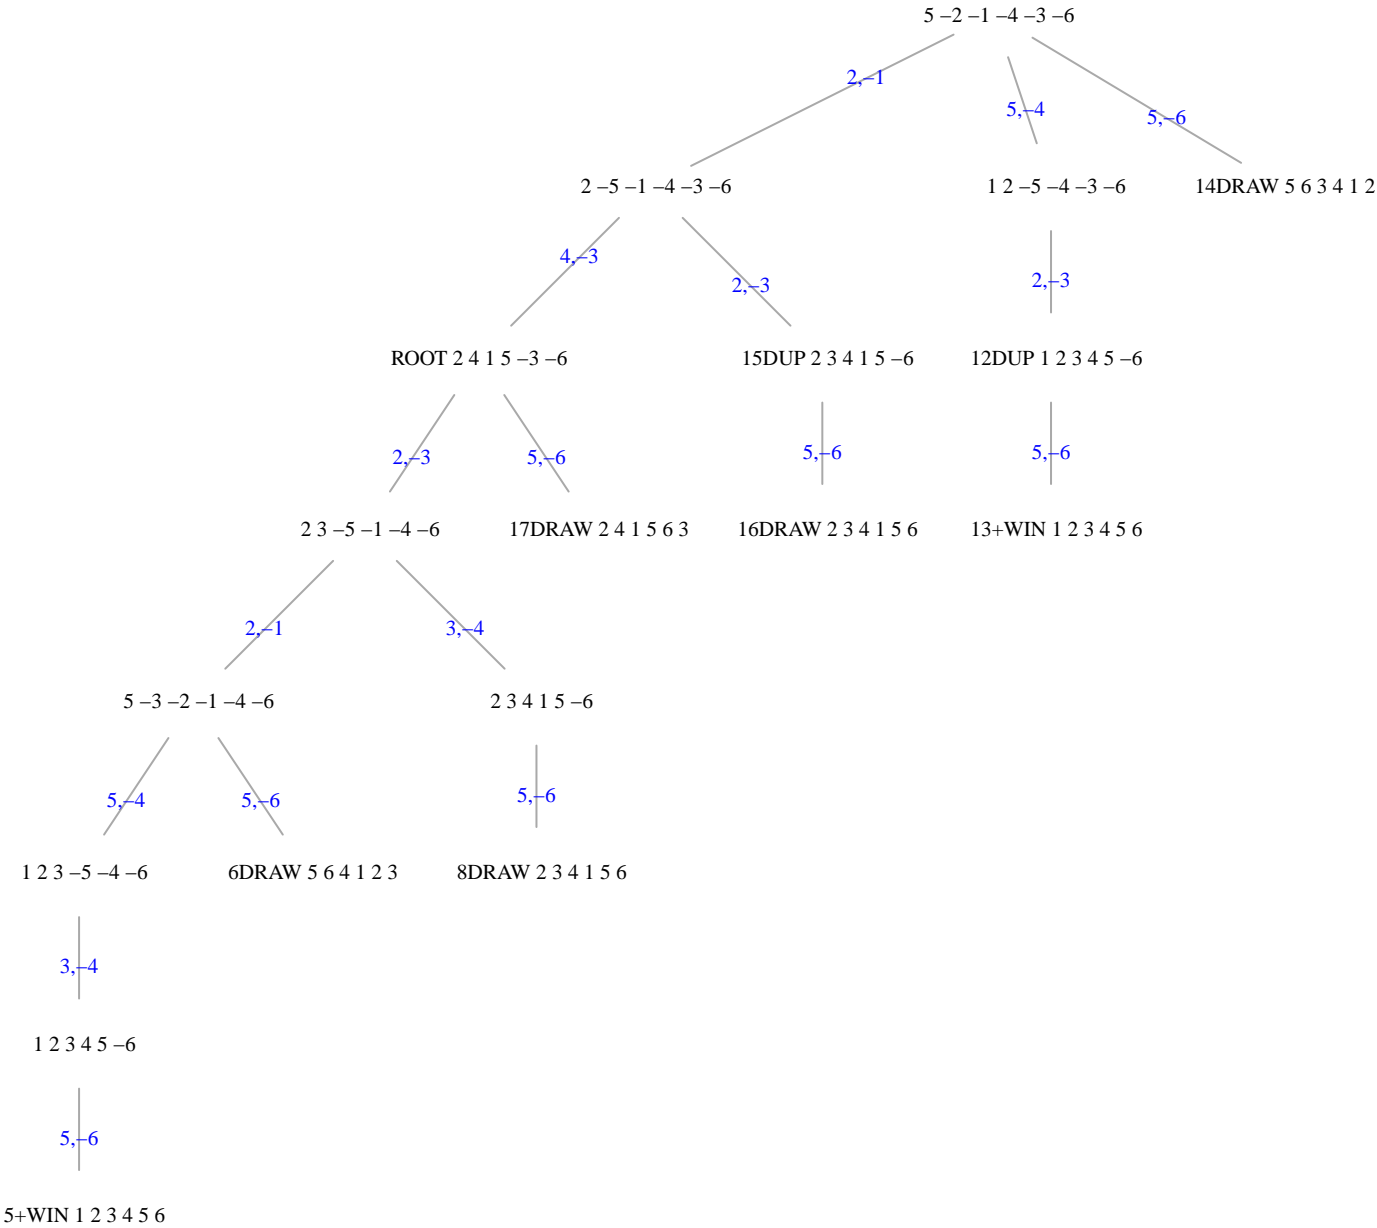 5 –2 –1 –4 –3 –6
2,–1
5,–4
5,–6
2 –5 –1 –4 –3 –6
1 2 –5 –4 –3 –6
14DRAW 5 6 3 4 1 2
4,–3
2,–3
2,–3
ROOT 2 4 1 5 –3 –6
15DUP 2 3 4 1 5 –6
12DUP 1 2 3 4 5 –6
2,–3
5,–6
5,–6
5,–6
2 3 –5 –1 –4 –6
17DRAW 2 4 1 5 6 3
16DRAW 2 3 4 1 5 6
13+WIN 1 2 3 4 5 6
2,–1
3,–4
5 –3 –2 –1 –4 –6
2 3 4 1 5 –6
5,–4
5,–6
5,–6
1 2 3 –5 –4 –6
6DRAW 5 6 4 1 2 3
8DRAW 2 3 4 1 5 6
3,–4
1 2 3 4 5 –6
5,–6
5+WIN 1 2 3 4 5 6